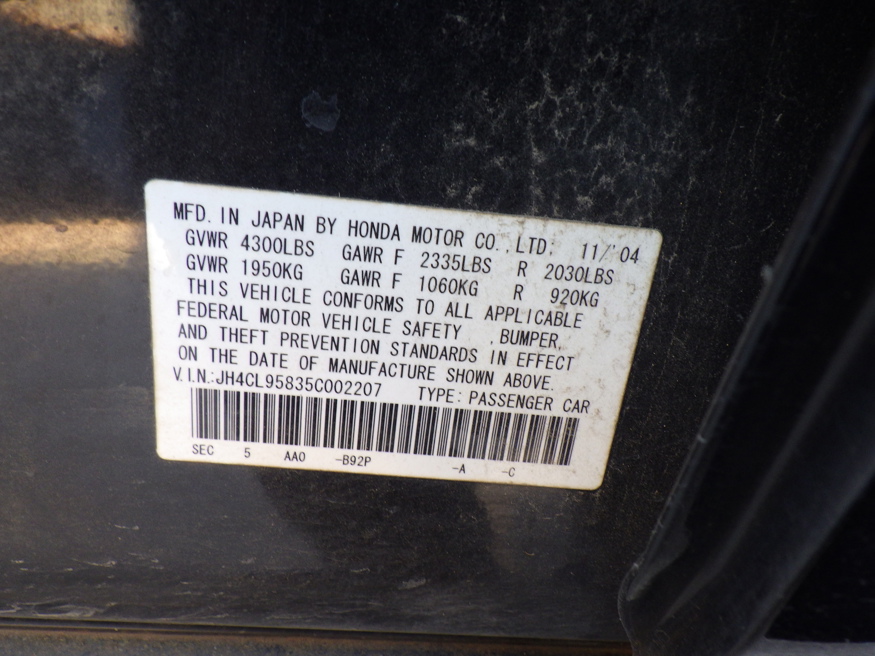 MFD. IN JAPAN BY HONDA MOTOR CO., LTD. 11/'04
GVWR 4300LBS GAWR F 2335LBS R 2030LBS
GVWR 1950KG GAWR F 1060KG R 920KG
THIS VEHICLE CONFORMS TO ALL APPLICABLE
FEDERAL MOTOR VEHICLE SAFETY ,BUMPER,
AND THEFT PREVENTION STANDARDS IN EFFECT
ON THE DATE OF MANUFACTURE SHOWN ABOVE.
V.I.N.:JH4CL95835C002207 TYPE: PASSENGER CAR
SEC 5 AA0 -B92P -A -C